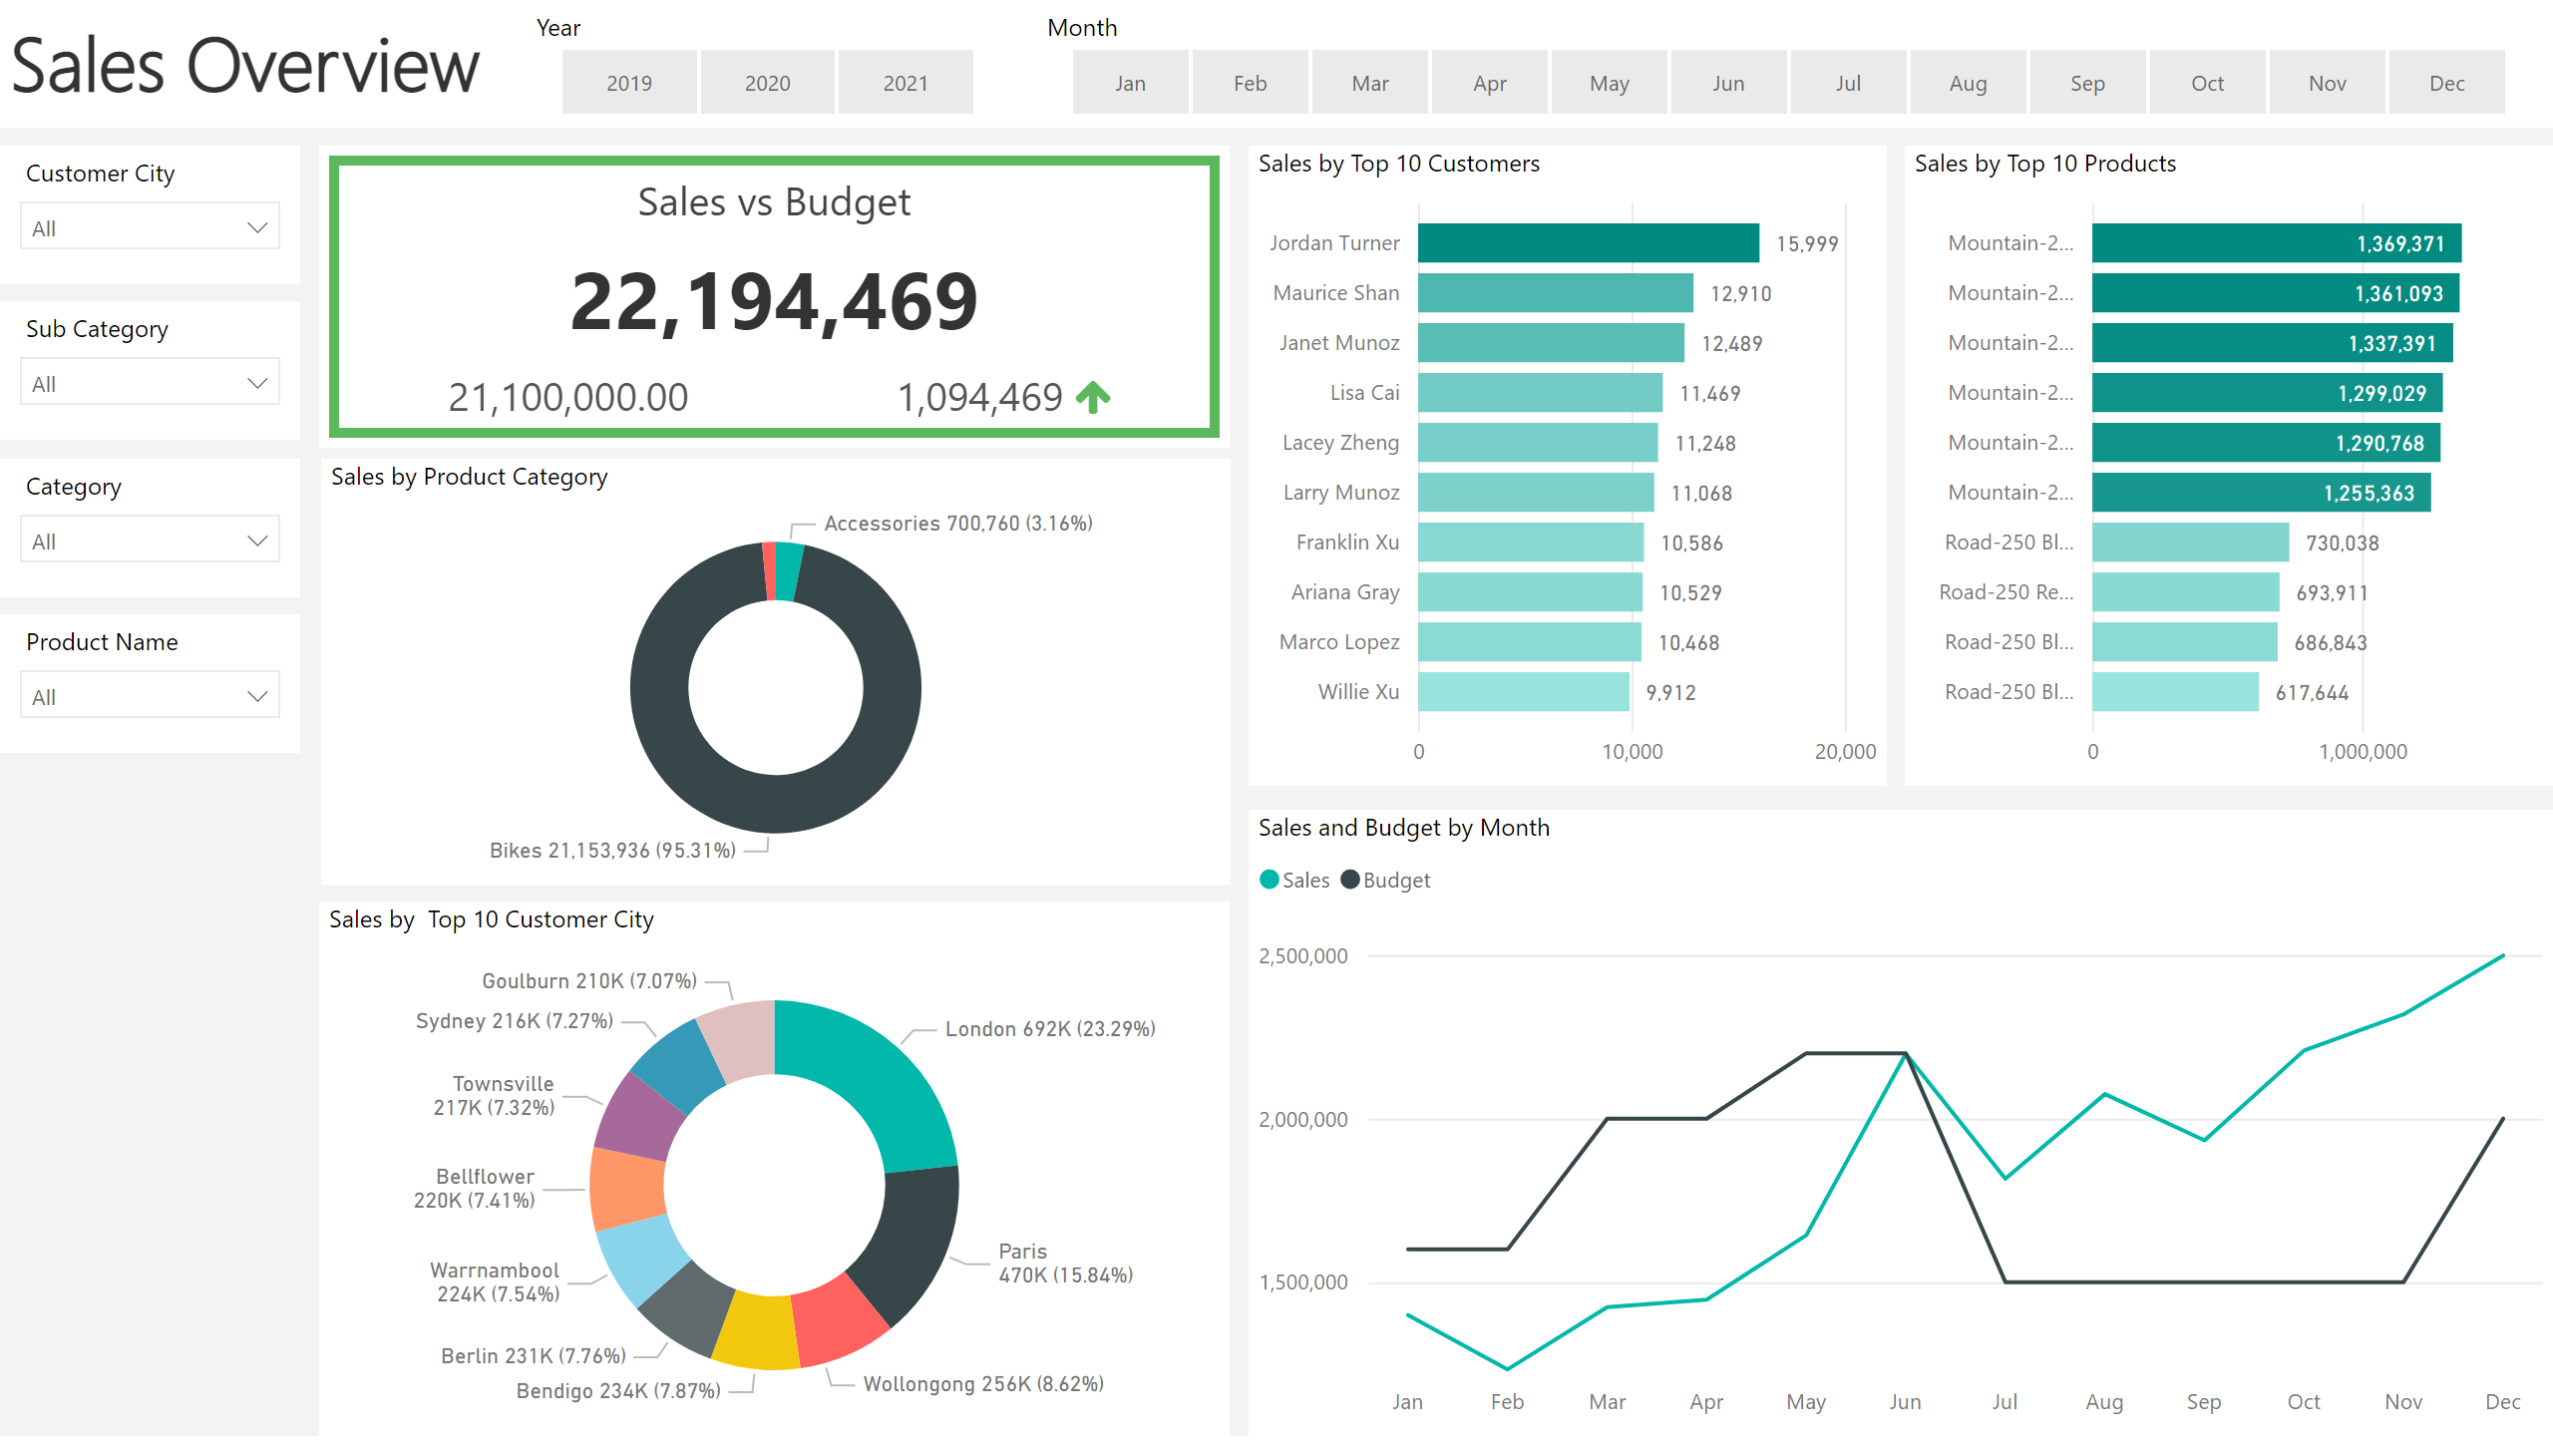 Sales Overview
Year
2019 2020 2021
Month
Jan Feb Mar Apr May Jun Jul Aug Sep Oct Nov Dec
Customer City
All
Sub Category
All
Category
All
Product Name
All
Sales vs Budget
22,194,469
21,100,000.00 1,094,469
Sales by Product Category
Accessories 700,760 (3.16%)
Bikes 21,153,936 (95.31%)
Sales by Top 10 Customer City
Goulburn 210K (7.07%)
Sydney 216K (7.27%)
London 692K (23.29%)
Townsville
217K (7.32%)
Bellflower
220K (7.41%)
Paris
470K (15.84%)
Warrnambool
224K (7.54%)
Berlin 231K (7.76%)
Bendigo 234K (7.87%)
Wollongong 256K (8.62%)
Sales by Top 10 Customers
Jordan Turner 15,999
Maurice Shan 12,910
Janet Munoz 12,489
Lisa Cai 11,469
Lacey Zheng 11,248
Larry Munoz 11,068
Franklin Xu 10,586
Ariana Gray 10,529
Marco Lopez 10,468
Willie Xu 9,912
0 10,000 20,000
Sales by Top 10 Products
Mountain-2... 1,369,371
Mountain-2... 1,361,093
Mountain-2... 1,337,391
Mountain-2... 1,299,029
Mountain-2... 1,290,768
Mountain-2... 1,255,363
Road-250 Bl... 730,038
Road-250 Re... 693,911
Road-250 Bl... 686,843
Road-250 Bl... 617,644
0 1,000,000
Sales and Budget by Month
Sales Budget
2,500,000
2,000,000
1,500,000
Jan Feb Mar Apr May Jun Jul Aug Sep Oct Nov Dec